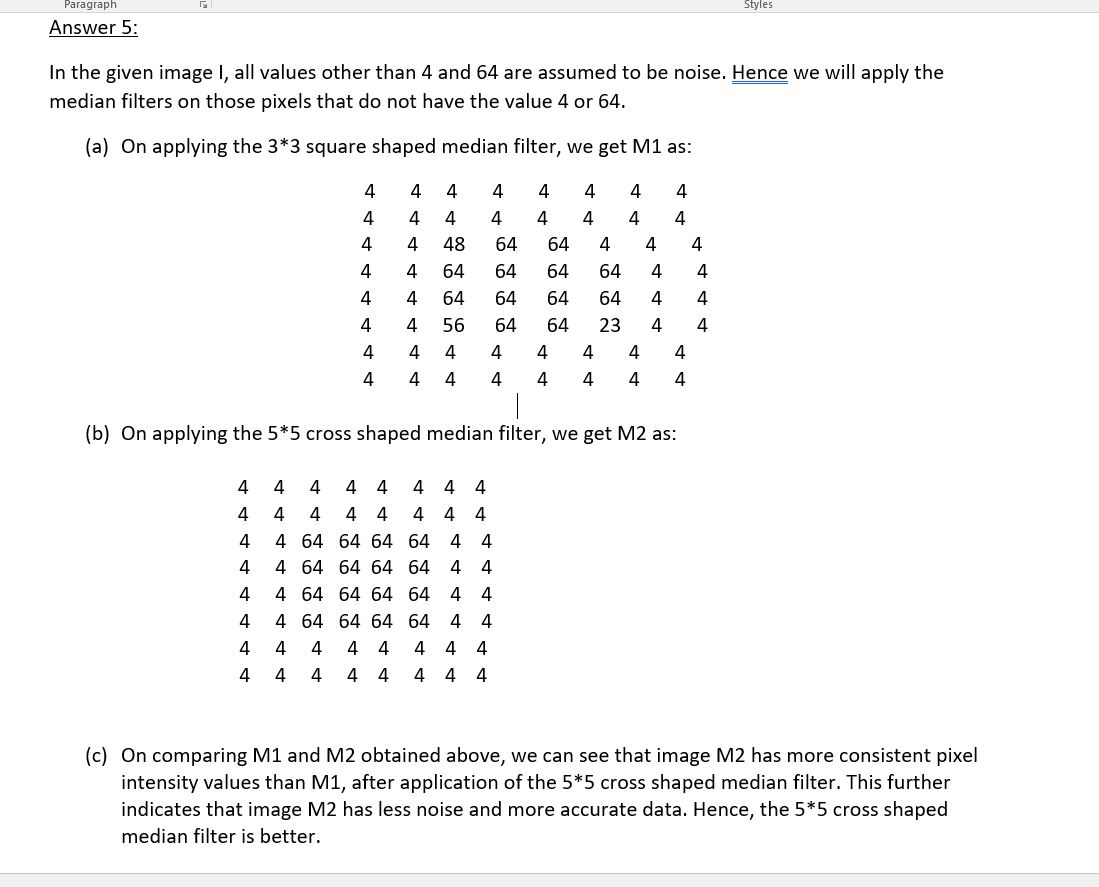 Paragraph Styles
Answer 5:
In the given image I, all values other than 4 and 64 are assumed to be noise. Hence we will apply the
median filters on those pixels that do not have the value 4 or 64.
(a) On applying the 3*3 square shaped median filter, we get M1 as:
4 4 4 4 4 4 4 4
4 4 4 4 4 4 4 4
4 4 48 64 64 4 4 4
4 4 64 64 64 64 4 4
4 4 64 64 64 64 4 4
4 4 56 64 64 23 4 4
4 4 4 4 4 4 4 4
4 4 4 4 4 4 4 4
(b) On applying the 5*5 cross shaped median filter, we get M2 as:
4 4 4 4 4 4 4 4
4 4 4 4 4 4 4 4
4 4 64 64 64 64 4 4
4 4 64 64 64 64 4 4
4 4 64 64 64 64 4 4
4 4 64 64 64 64 4 4
4 4 4 4 4 4 4 4
4 4 4 4 4 4 4 4
(c) On comparing M1 and M2 obtained above, we can see that image M2 has more consistent pixel
intensity values than M1, after application of the 5*5 cross shaped median filter. This further
indicates that image M2 has less noise and more accurate data. Hence, the 5*5 cross shaped
median filter is better.